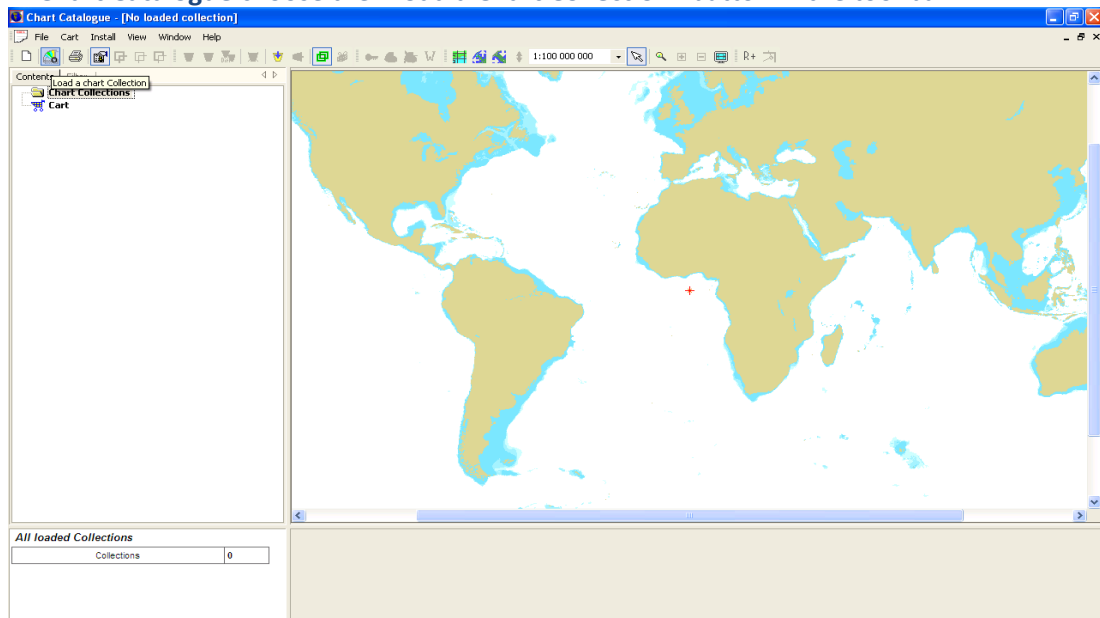 Chart Catalogue - [No loaded collection]
File Cart Install View Window Help
1:100 000 000 R+
Contents
Load a chart Collection
Chart Collections
Cart
All loaded Collections
Collections 0